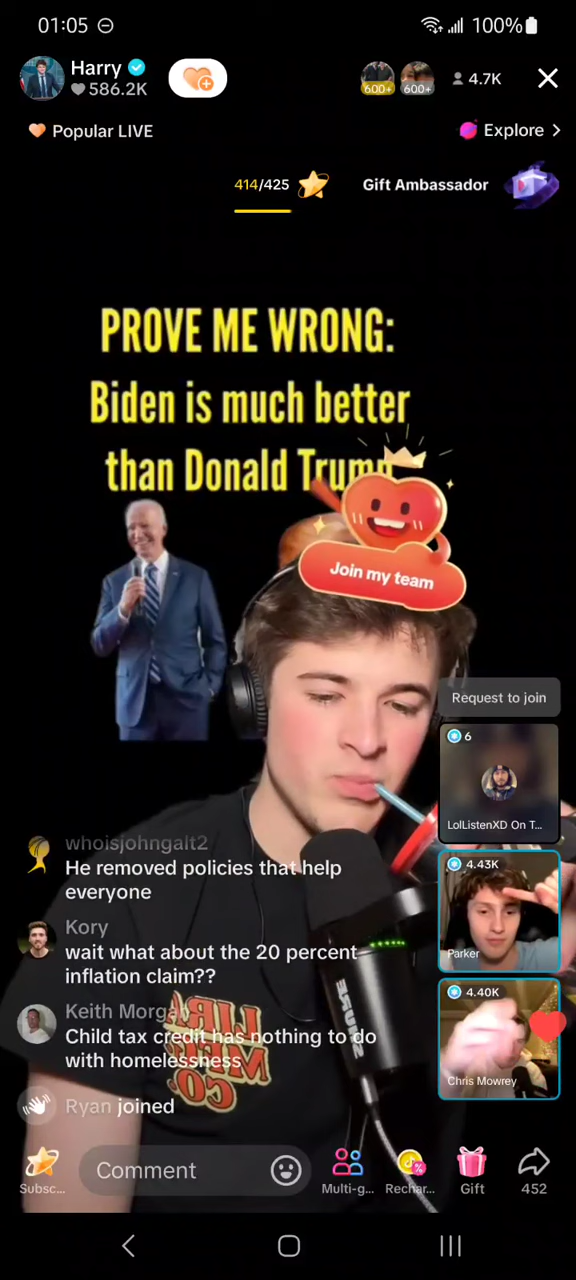 01:05
100%
Harry
586.2K
600+
600+
4.7K
Popular LIVE
Explore
414/425
Gift Ambassador
PROVE ME WRONG:
Biden is much better
than Donald Trump
Join my team
Request to join
6
LolListenXD On T...
whoisjohngalt2
He removed policies that help
everyone
4.43K
Parker
Kory
wait what about the 20 percent
inflation claim??
4.40K
Chris Mowrey
Keith Morgan
Child tax credit has nothing to do
with homelessness
SHURE
Ryan joined
Comment
Subsc...
Multi-g...
Rechar...
Gift
452